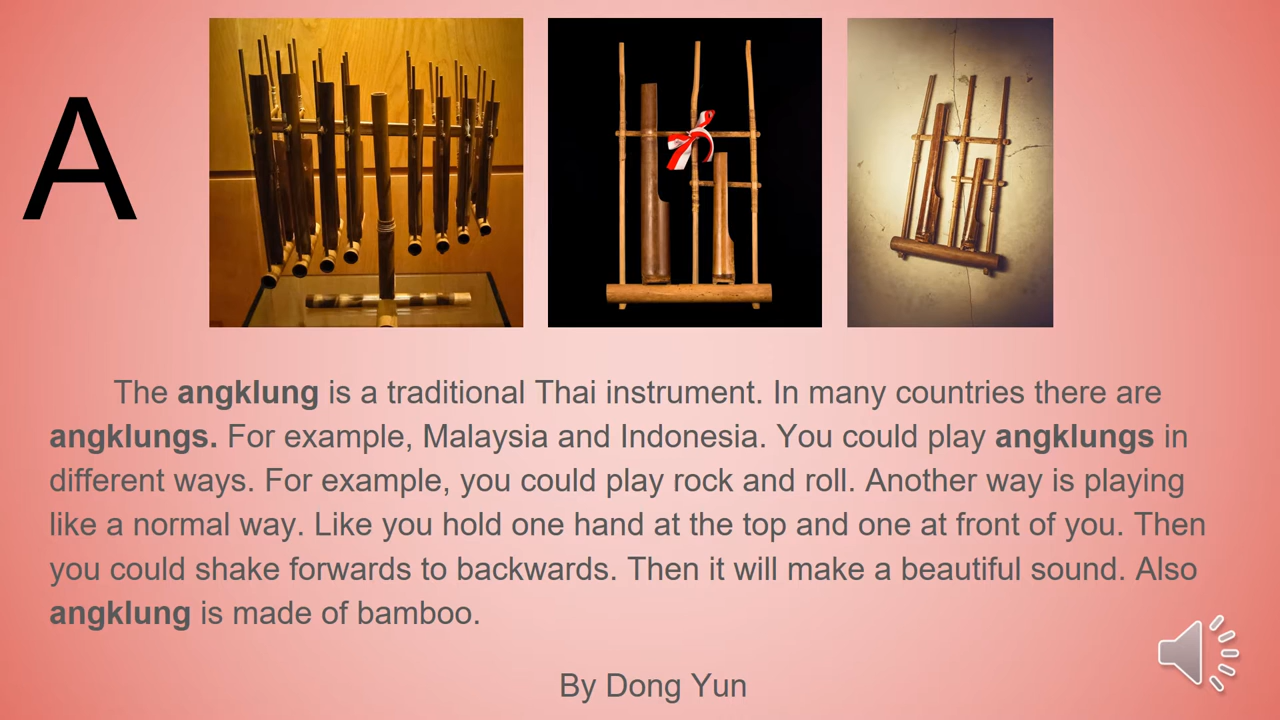 A
The angklung is a traditional Thai instrument. In many countries there are
angklungs. For example, Malaysia and Indonesia. You could play angklungs in
different ways. For example, you could play rock and roll. Another way is playing
like a normal way. Like you hold one hand at the top and one at front of you. Then
you could shake forwards to backwards. Then it will make a beautiful sound. Also
angklung is made of bamboo.
By Dong Yun